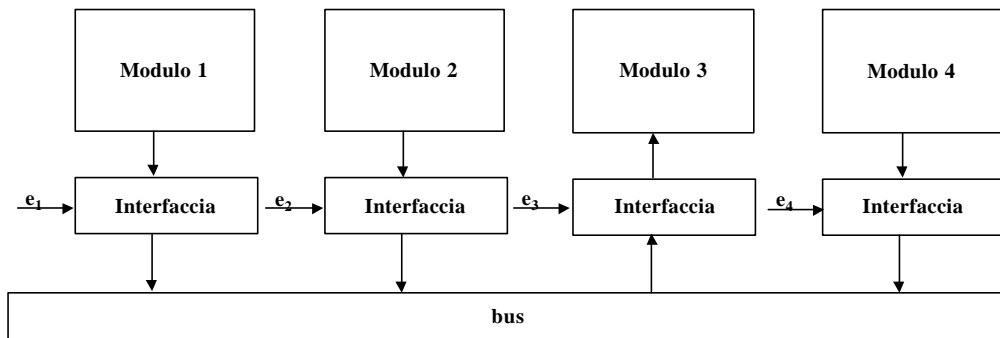 Modulo 1
Modulo 2
Modulo 3
Modulo 4
e₁
Interfaccia
e₂
Interfaccia
e₃
Interfaccia
e₄
Interfaccia
bus